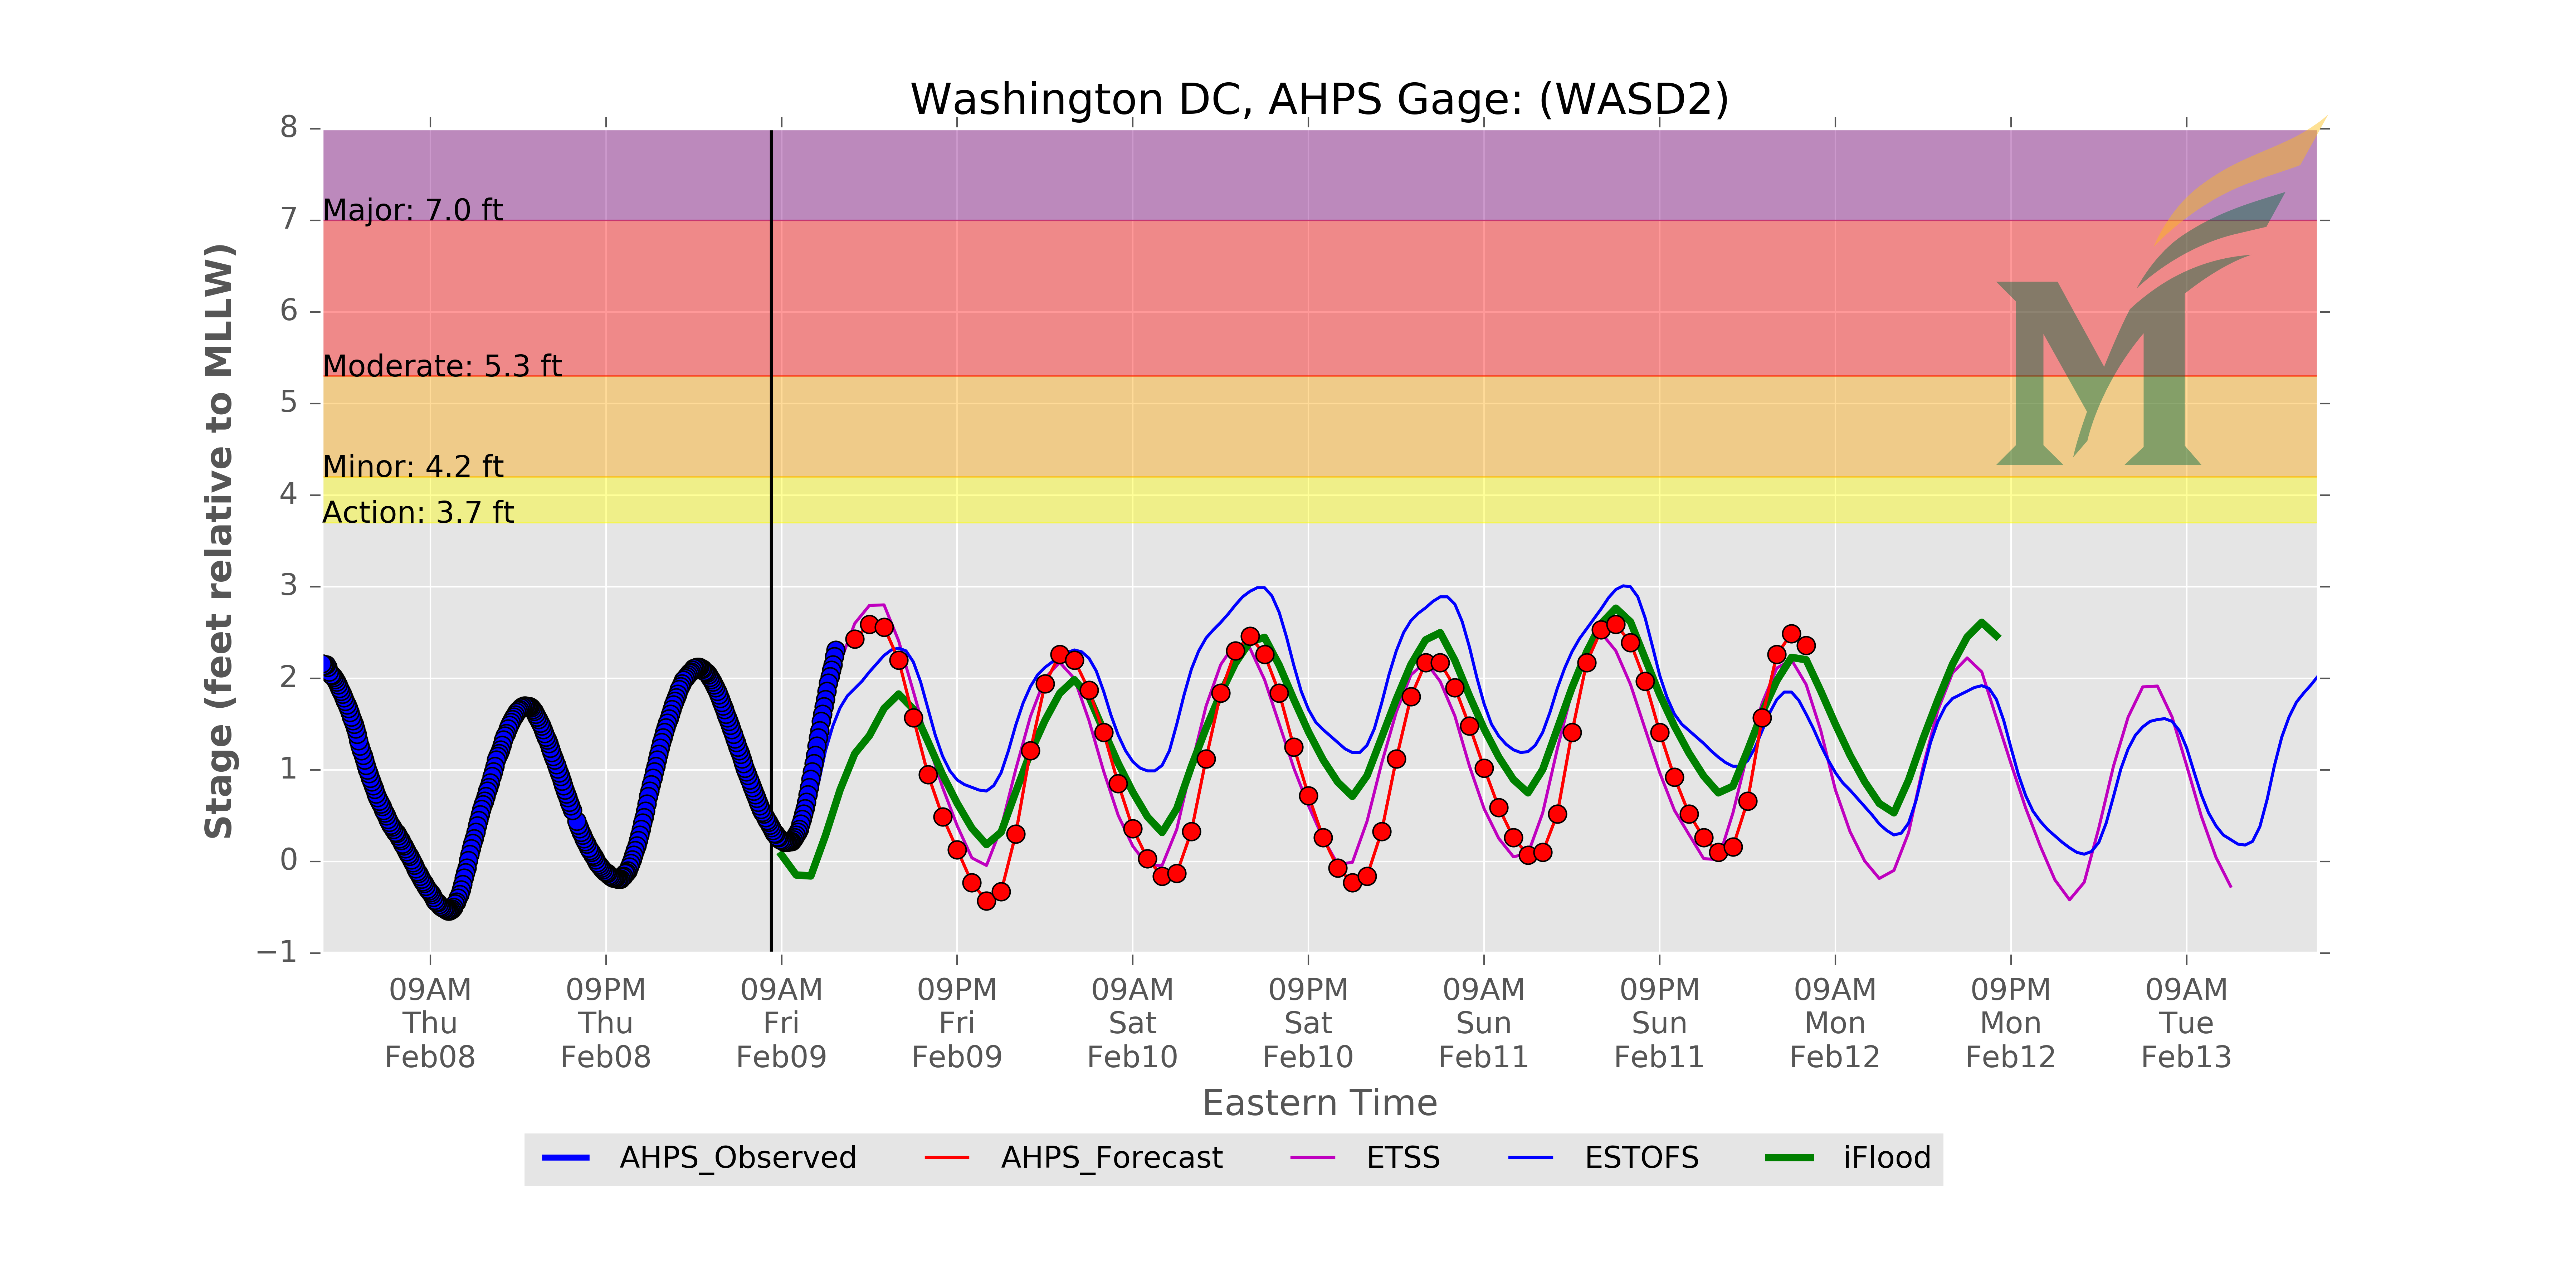 Washington DC, AHPS Gage: (WASD2)
8
7
6
5
4
3
2
1
0
−1
Stage (feet relative to MLLW)
Major: 7.0 ft
Moderate: 5.3 ft
Minor: 4.2 ft
Action: 3.7 ft
M
09AM 09PM 09AM 09PM 09AM 09PM 09AM 09PM 09AM 09PM 09AM
Thu Thu Fri Fri Sat Sat Sun Sun Mon Mon Tue
Feb08 Feb08 Feb09 Feb09 Feb10 Feb10 Feb11 Feb11 Feb12 Feb12 Feb13
Eastern Time
AHPS_Observed AHPS_Forecast ETSS ESTOFS iFlood